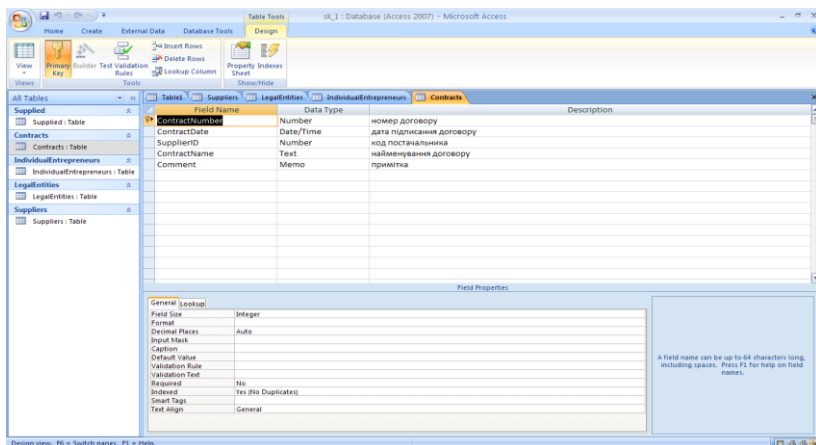 Table Tools
sk_1 : Database (Access 2007) - Microsoft Access
Home Create External Data Database Tools Design
View
Primary Key
Builder
Test Validation Rules
Insert Rows
Delete Rows
Lookup Column
Property Sheet
Indexes
Views
Tools
Show/Hide
All Tables
Table1 Suppliers LegalEntities IndividualEntrepreneurs Contracts
Supplied
Supplied : Table
Contracts
Contracts : Table
IndividualEntrepreneurs
IndividualEntrepreneurs : Table
LegalEntities
LegalEntities : Table
Suppliers
Suppliers : Table
Field Name Data Type Description
ContractNumber Number номер договору
ContractDate Date/Time дата підписання договору
SupplierID Number код постачальника
ContractName Text найменування договору
Comment Memo примітка
Field Properties
General Lookup
Field Size Integer
Format
Decimal Places Auto
Input Mask
Caption
Default Value
Validation Rule
Validation Text
Required No
Indexed Yes (No Duplicates)
Smart Tags
Text Align General
A field name can be up to 64 characters long,
including spaces. Press F1 for help on field
names.
Design view. F6 = Switch panes. F1 = Help.